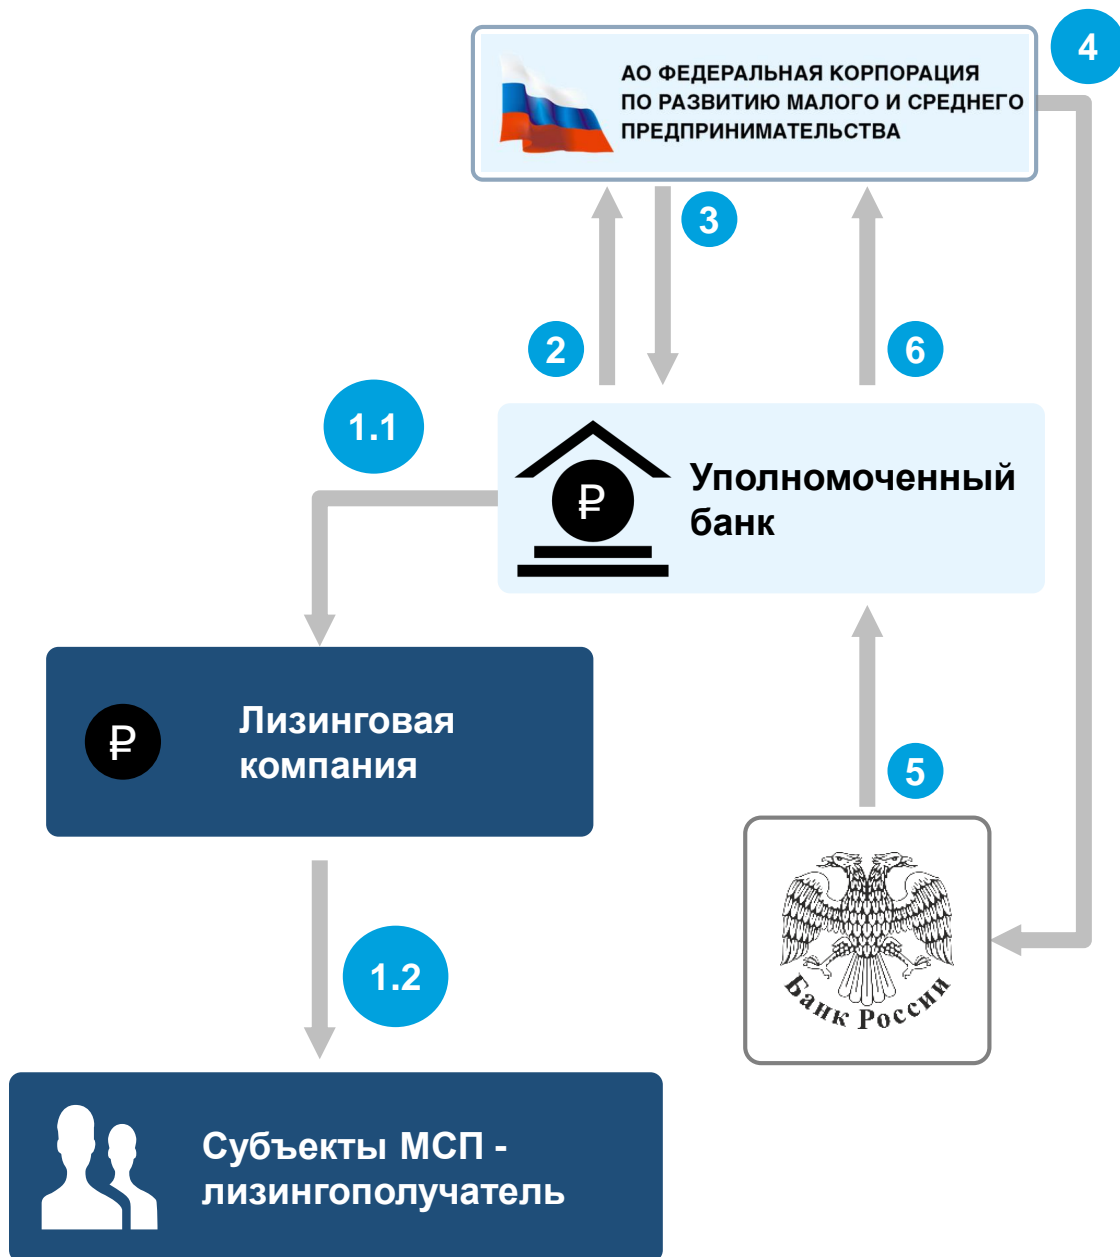 4
АО ФЕДЕРАЛЬНАЯ КОРПОРАЦИЯ
ПО РАЗВИТИЮ МАЛОГО И СРЕДНЕГО
ПРЕДПРИНИМАТЕЛЬСТВА
3
2
6
1.1
₽
Уполномоченный
банк
₽
Лизинговая
компания
5
1.2
Банк России
Субъекты МСП -
лизингополучатель